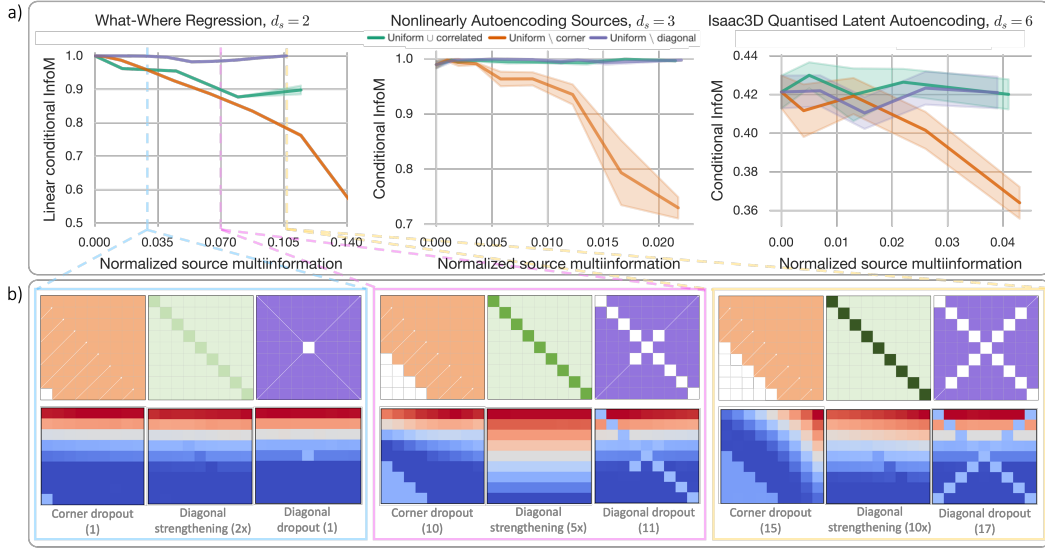 a)
What-Where Regression, dₛ = 2
Nonlinearly Autoencoding Sources, dₛ = 3
Isaac3D Quantised Latent Autoencoding, dₛ = 6
Uniform ∪ correlated
Uniform \ corner
Uniform \ diagonal
Linear conditional InfoM
1.0
0.9
0.8
0.7
0.6
0.5
0.000
0.035
0.070
0.105
0.140
Normalized source multiinformation
Conditional InfoM
1.0
0.9
0.8
0.7
0.000
0.005
0.010
0.015
0.020
Normalized source multiinformation
Conditional InfoM
0.44
0.42
0.40
0.38
0.36
0.00
0.01
0.02
0.03
0.04
Normalized source multiinformation
b)
Corner dropout
(1)
Diagonal
strengthening (2x)
Diagonal
dropout (1)
Corner dropout
(10)
Diagonal
strengthening (5x)
Diagonal dropout
(11)
Corner dropout
(15)
Diagonal
strengthening (10x)
Diagonal dropout
(17)